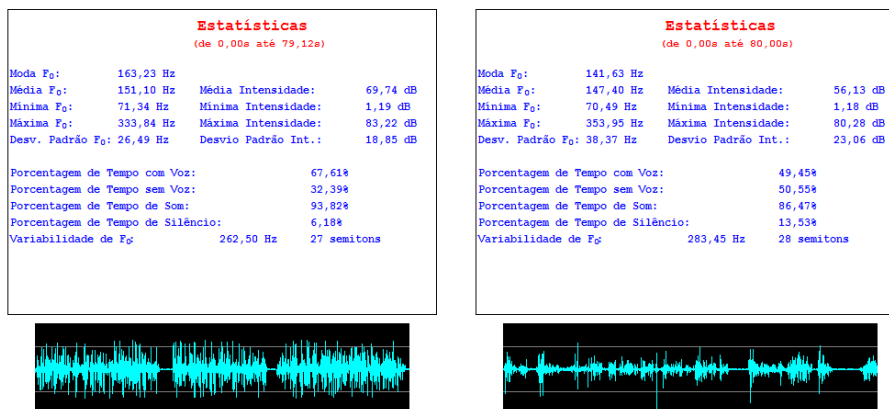 Estatísticas
(de 0,00s até 79,12s)
Moda F0: 163,23 Hz
Média F0: 151,10 Hz Média Intensidade: 69,74 dB
Mínima F0: 71,34 Hz Mínima Intensidade: 1,19 dB
Máxima F0: 333,84 Hz Máxima Intensidade: 83,22 dB
Desv. Padrão F0: 26,49 Hz Desvio Padrão Int.: 18,85 dB
Porcentagem de Tempo com Voz: 67,61%
Porcentagem de Tempo sem Voz: 32,39%
Porcentagem de Tempo de Som: 93,82%
Porcentagem de Tempo de Silêncio: 6,18%
Variabilidade de F0: 262,50 Hz 27 semitons
Estatísticas
(de 0,00s até 80,00s)
Moda F0: 141,63 Hz
Média F0: 147,40 Hz Média Intensidade: 56,13 dB
Mínima F0: 70,49 Hz Mínima Intensidade: 1,18 dB
Máxima F0: 353,95 Hz Máxima Intensidade: 80,28 dB
Desv. Padrão F0: 38,37 Hz Desvio Padrão Int.: 23,06 dB
Porcentagem de Tempo com Voz: 49,45%
Porcentagem de Tempo sem Voz: 50,55%
Porcentagem de Tempo de Som: 86,47%
Porcentagem de Tempo de Silêncio: 13,53%
Variabilidade de F0: 283,45 Hz 28 semitons